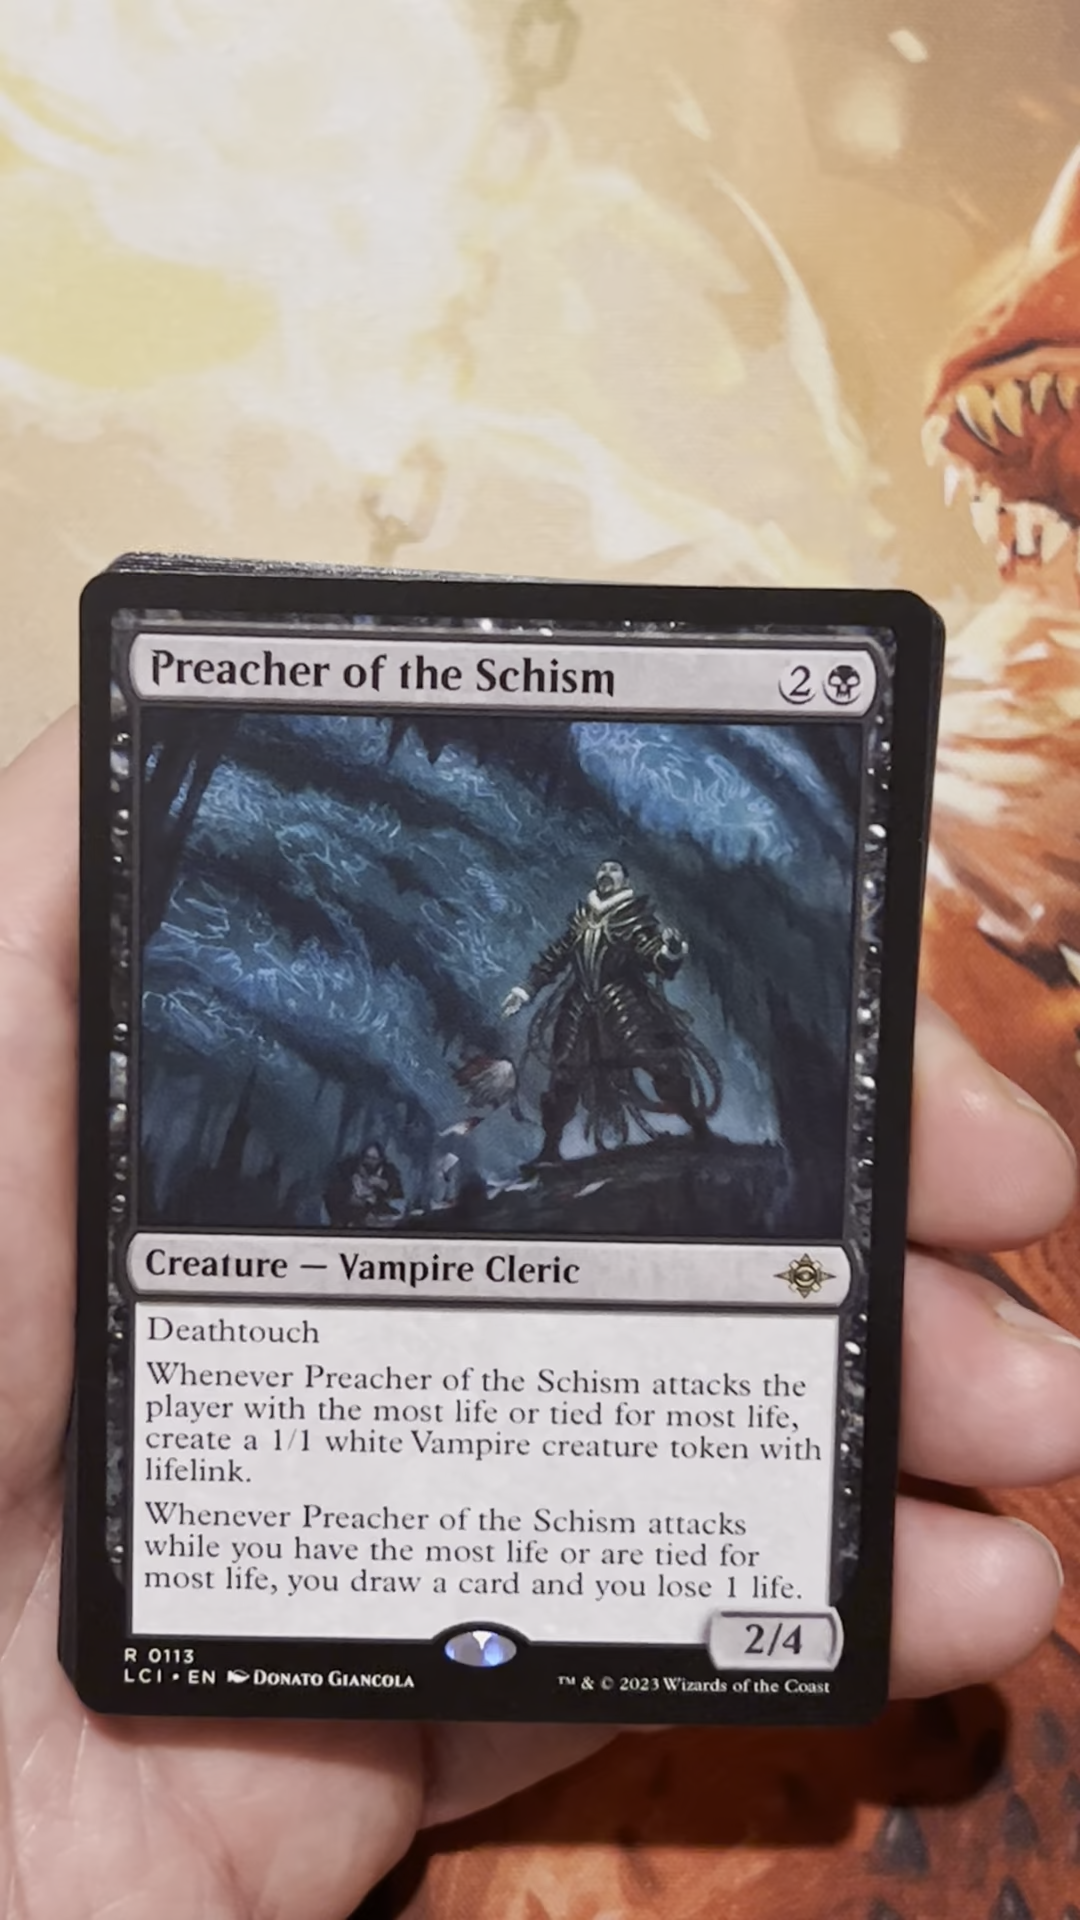 Preacher of the Schism 2
Creature — Vampire Cleric
Deathtouch
Whenever Preacher of the Schism attacks the
player with the most life or tied for most life,
create a 1/1 white Vampire creature token with
lifelink.
Whenever Preacher of the Schism attacks
while you have the most life or are tied for
most life, you draw a card and you lose 1 life.
2/4
R 0113
LCI • EN DONATO GIANCOLA
™ & © 2023 Wizards of the Coast